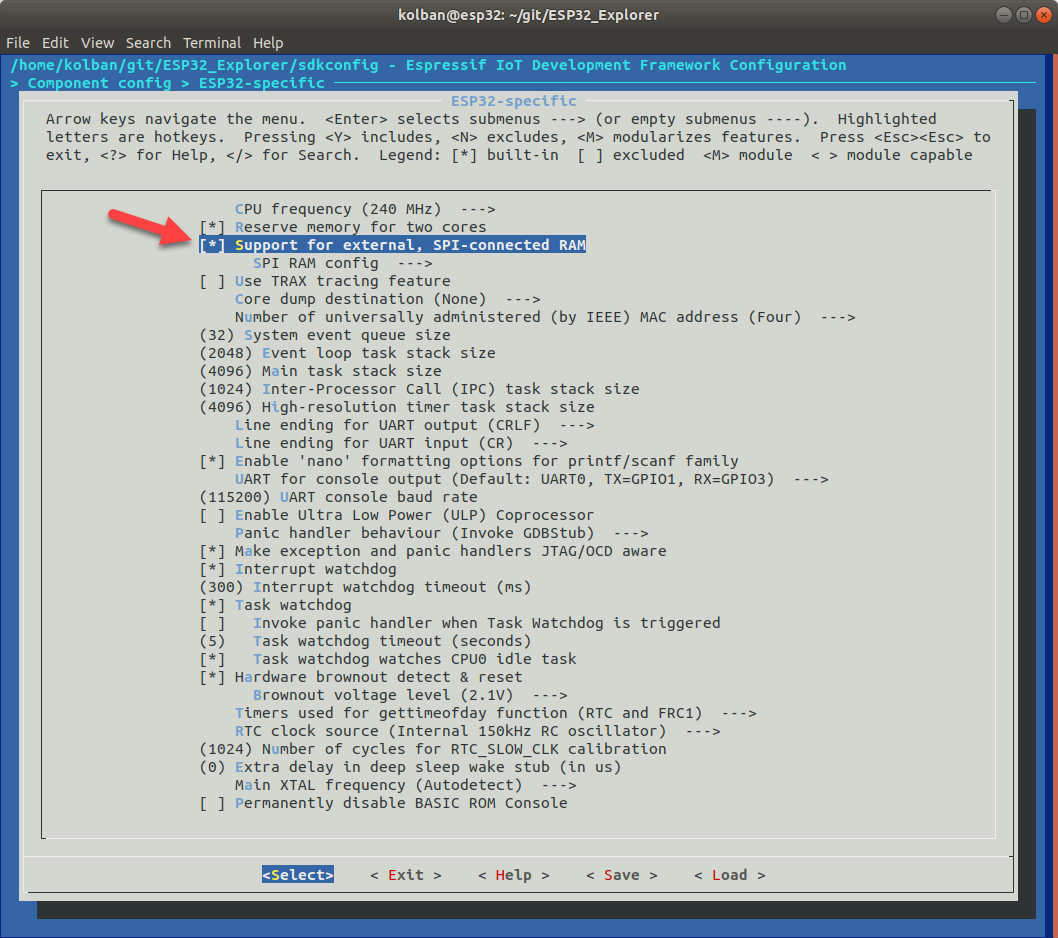 kolban@esp32: ~/git/ESP32_Explorer
File Edit View Search Terminal Help
/home/kolban/git/ESP32_Explorer/sdkconfig - Espressif IoT Development Framework Configuration
> Component config > ESP32-specific
ESP32-specific
Arrow keys navigate the menu.  <Enter> selects submenus ---> (or empty submenus ----).  Highlighted
letters are hotkeys.  Pressing <Y> includes, <N> excludes, <M> modularizes features.  Press <Esc><Esc> to
exit, <?> for Help, </> for Search.  Legend: [*] built-in  [ ] excluded  <M> module  < > module capable
CPU frequency (240 MHz)  --->
[*] Reserve memory for two cores
[*] Support for external, SPI-connected RAM
SPI RAM config  --->
[ ] Use TRAX tracing feature
Core dump destination (None)  --->
Number of universally administered (by IEEE) MAC address (Four)  --->
(32) System event queue size
(2048) Event loop task stack size
(4096) Main task stack size
(1024) Inter-Processor Call (IPC) task stack size
(4096) High-resolution timer task stack size
Line ending for UART output (CRLF)  --->
Line ending for UART input (CR)  --->
[*] Enable 'nano' formatting options for printf/scanf family
UART for console output (Default: UART0, TX=GPIO1, RX=GPIO3)  --->
(115200) UART console baud rate
[ ] Enable Ultra Low Power (ULP) Coprocessor
Panic handler behaviour (Invoke GDBStub)  --->
[*] Make exception and panic handlers JTAG/OCD aware
[*] Interrupt watchdog
(300) Interrupt watchdog timeout (ms)
[*] Task watchdog
[ ]   Invoke panic handler when Task Watchdog is triggered
(5)   Task watchdog timeout (seconds)
[*]   Task watchdog watches CPU0 idle task
[*] Hardware brownout detect & reset
Brownout voltage level (2.1V)  --->
Timers used for gettimeofday function (RTC and FRC1)  --->
RTC clock source (Internal 150kHz RC oscillator)  --->
(1024) Number of cycles for RTC_SLOW_CLK calibration
(0) Extra delay in deep sleep wake stub (in us)
Main XTAL frequency (Autodetect)  --->
[ ] Permanently disable BASIC ROM Console
<Select>    < Exit >    < Help >    < Save >    < Load >